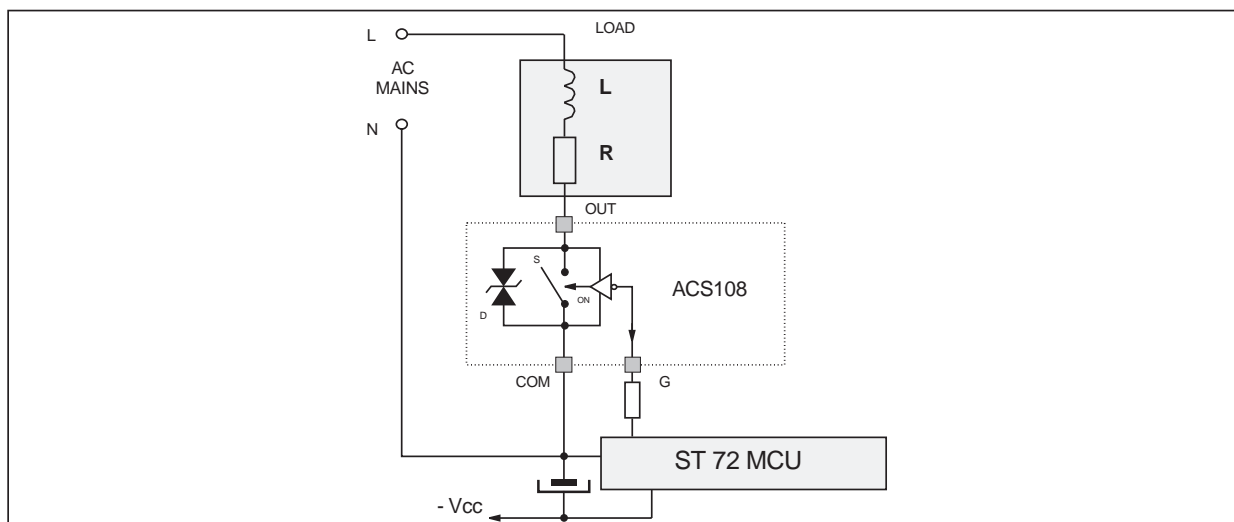 LOAD
L
AC
MAINS
N
L
R
OUT
S
ON
D
ACS108
COM
G
ST 72 MCU
- Vcc